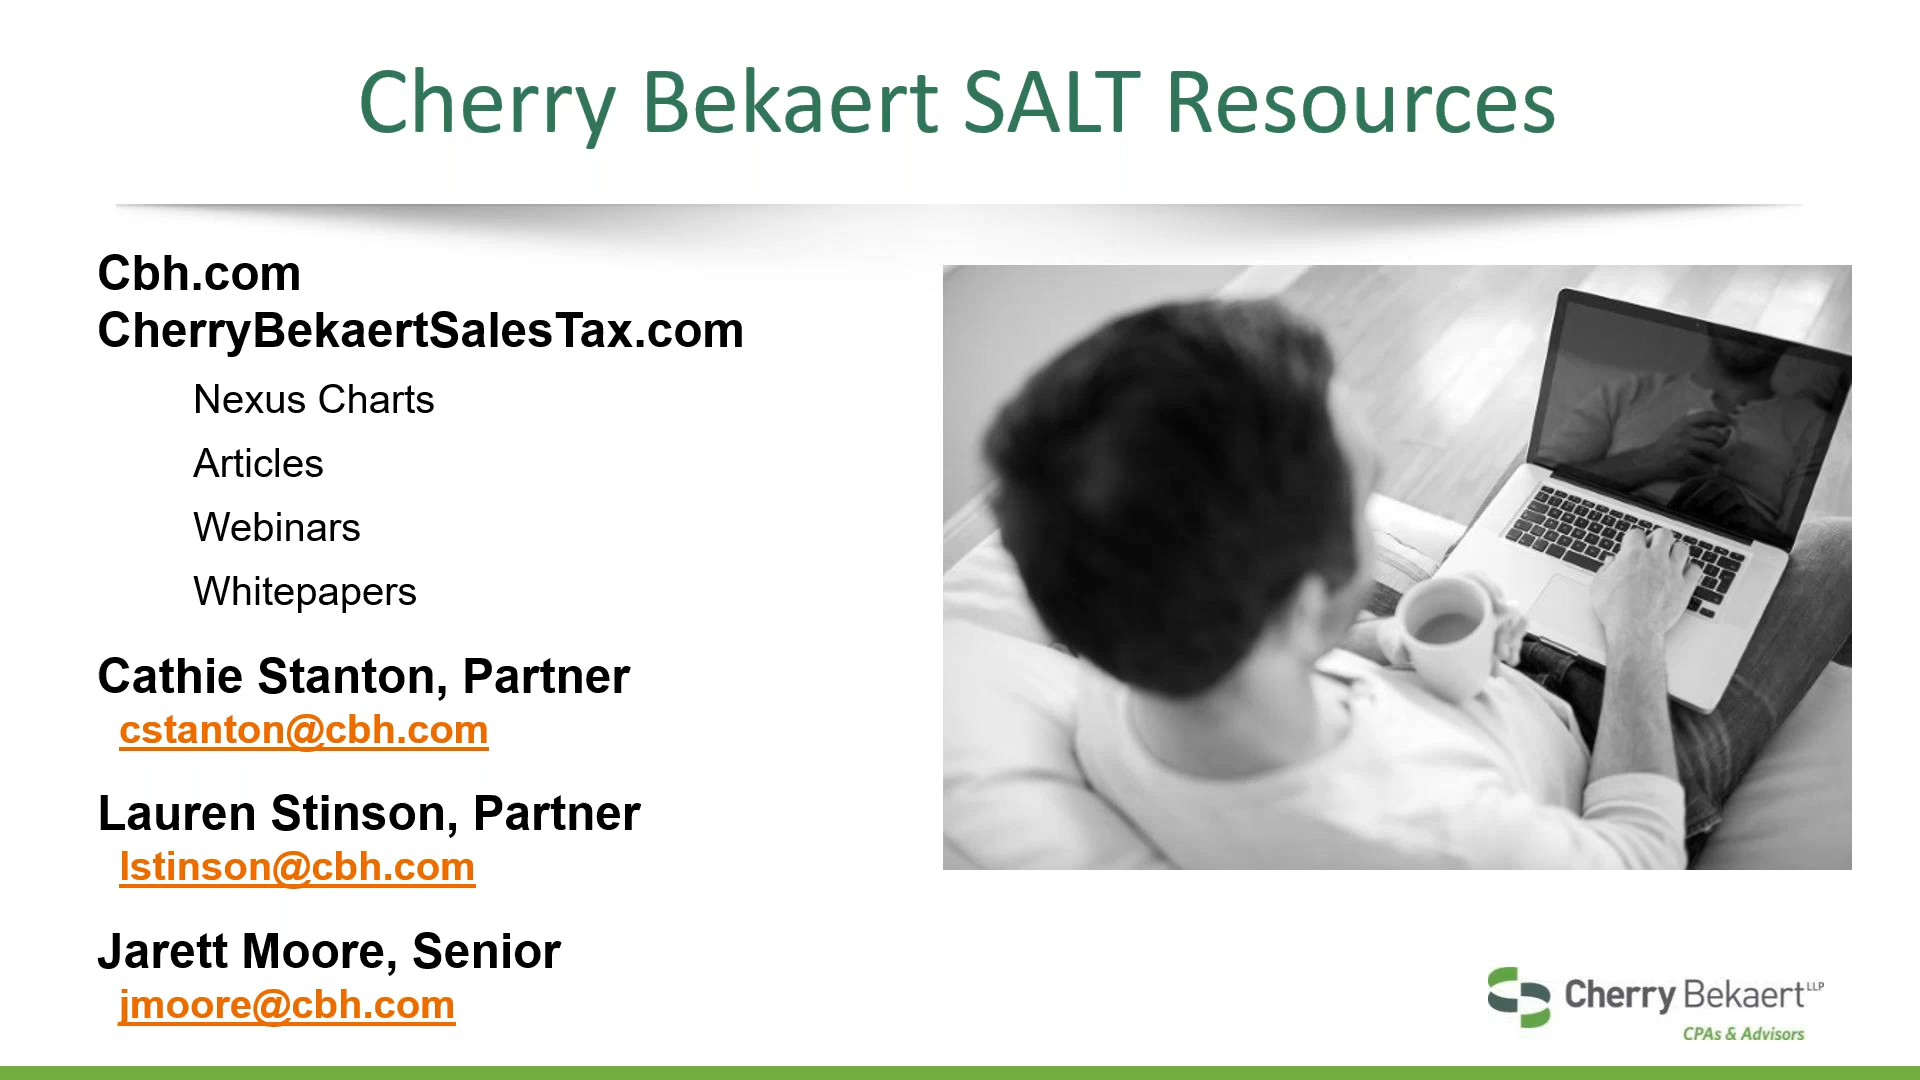 Cherry Bekaert SALT Resources
Cbh.com
CherryBekaertSalesTax.com
Nexus Charts
Articles
Webinars
Whitepapers
Cathie Stanton, Partner
cstanton@cbh.com
Lauren Stinson, Partner
lstinson@cbh.com
Jarett Moore, Senior
jmoore@cbh.com
Cherry Bekaert LLP
CPAs & Advisors